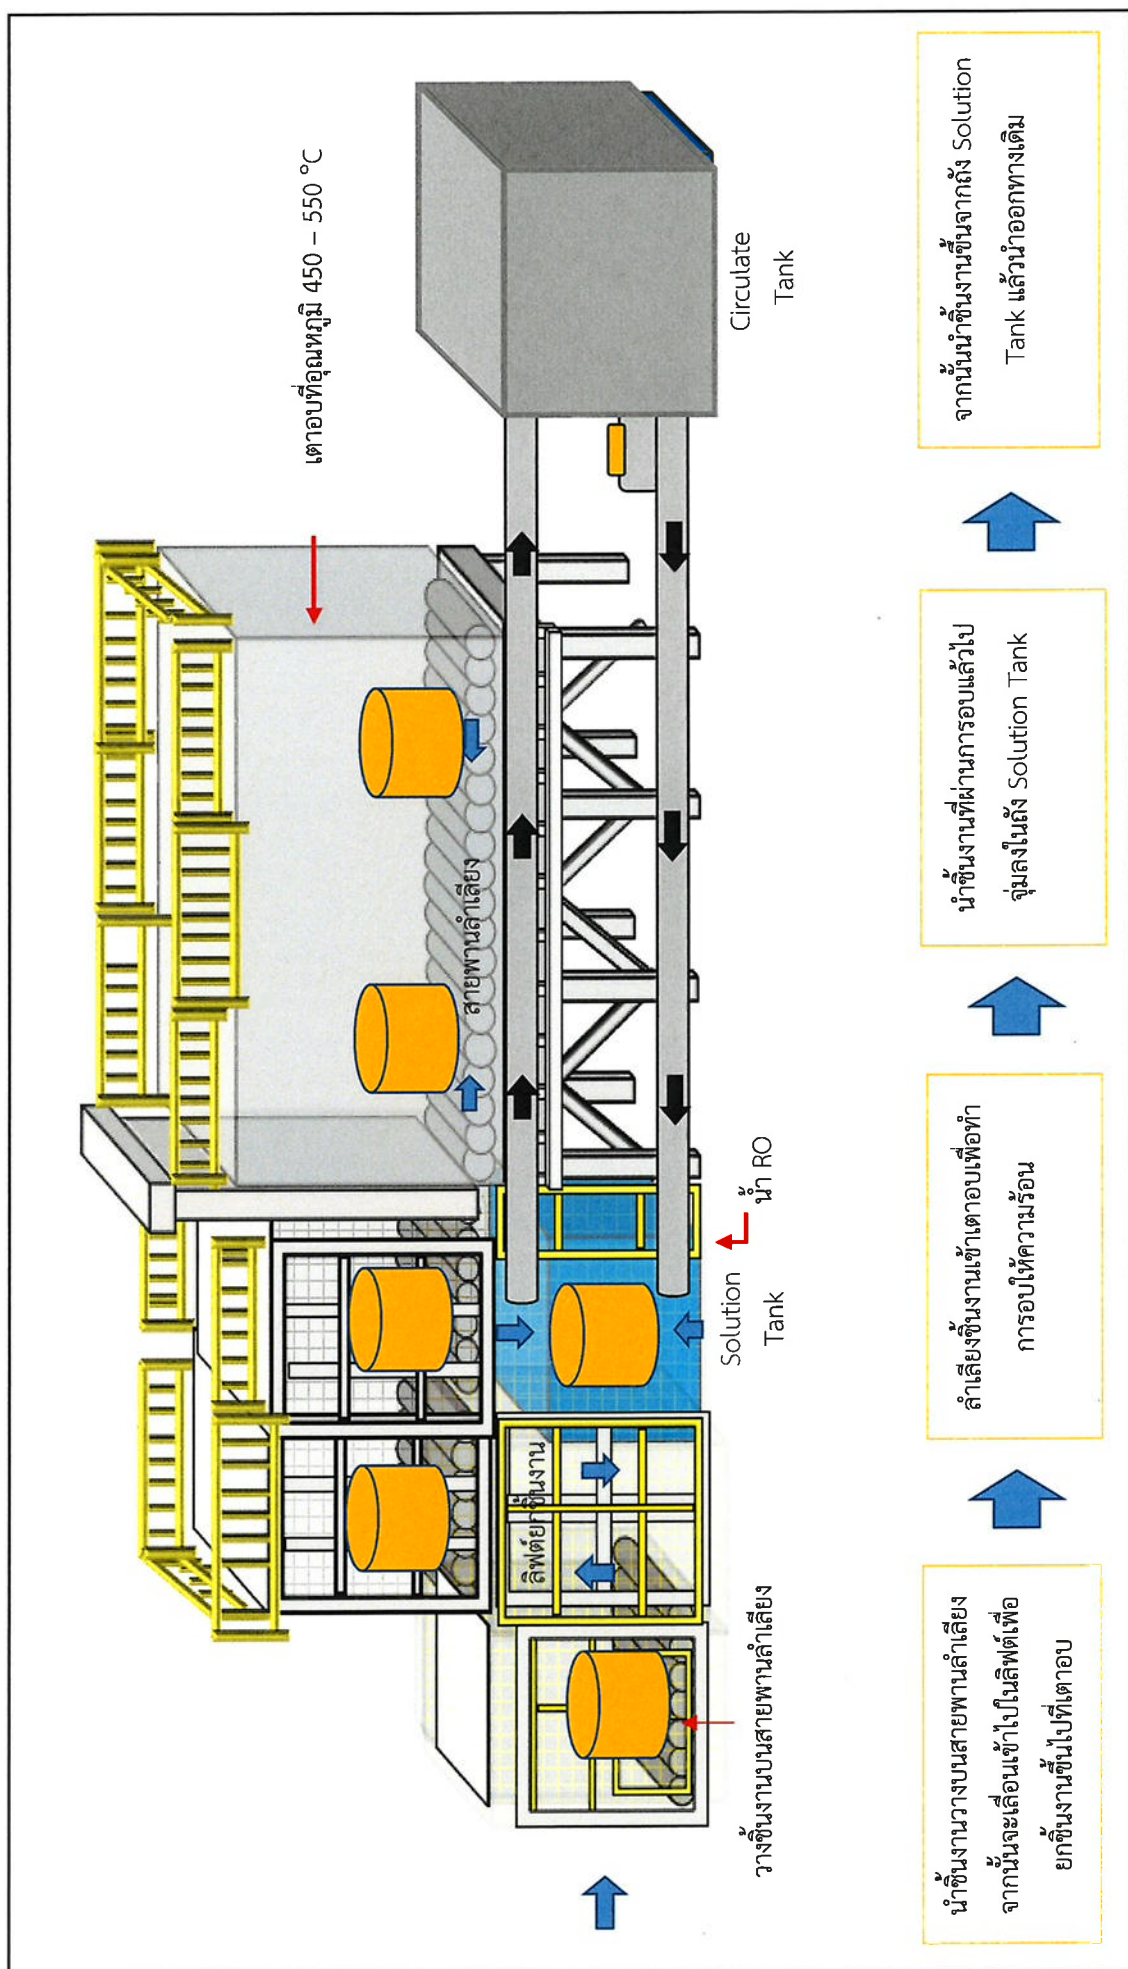 เตาอบที่อุณหภูมิ 450 – 550 °C
สายพานลำเลียง
Circulate
Tank
ลิฟต์ยกชิ้นงาน
Solution
Tank
น้ำ RO
วางชิ้นงานบนสายพานลำเลียง
นำชิ้นงานวางบนสายพานลำเลียง
จากนั้นจะเลื่อนเข้าไปในลิฟต์เพื่อ
ยกชิ้นงานขึ้นไปที่เตาอบ
ลำเลียงชิ้นงานเข้าเตาอบเพื่อทำ
การอบให้ความร้อน
นำชิ้นงานที่ผ่านการอบแล้วไป
จุ่มลงในถัง Solution Tank
จากนั้นนำชิ้นงานขึ้นจากถัง Solution
Tank แล้วนำออกทางเดิม